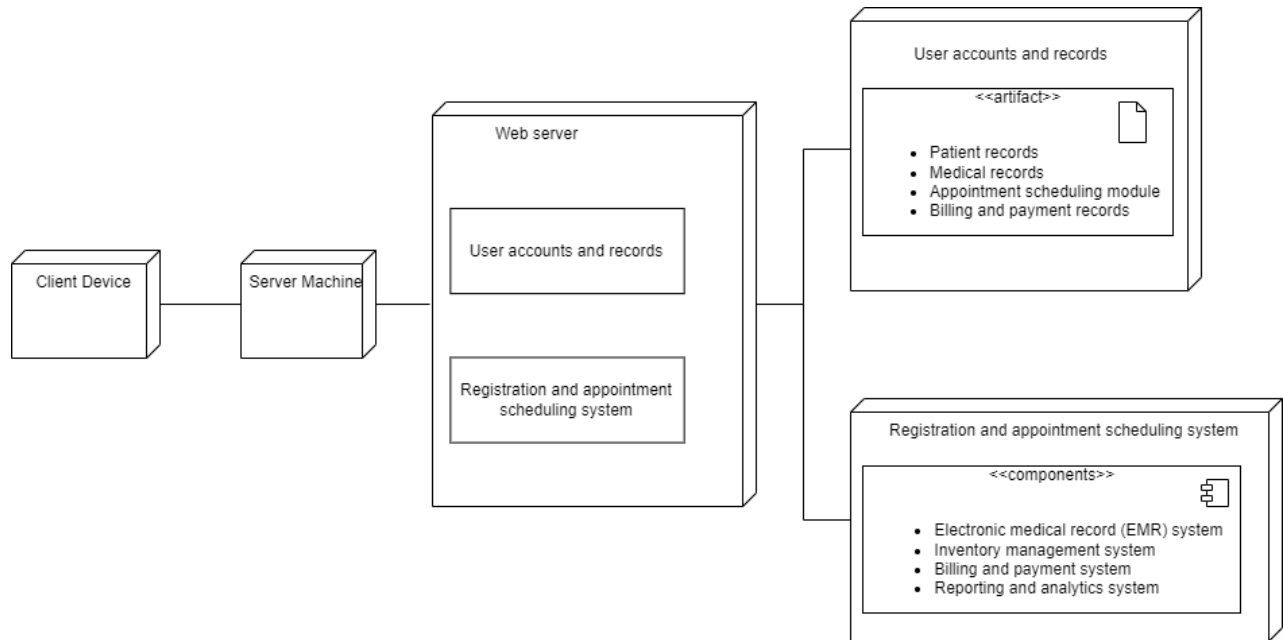 Client Device
Server Machine
Web server
User accounts and records
Registration and appointment
scheduling system
User accounts and records
<<artifact>>
• Patient records
• Medical records
• Appointment scheduling module
• Billing and payment records
Registration and appointment scheduling system
<<components>>
• Electronic medical record (EMR) system
• Inventory management system
• Billing and payment system
• Reporting and analytics system